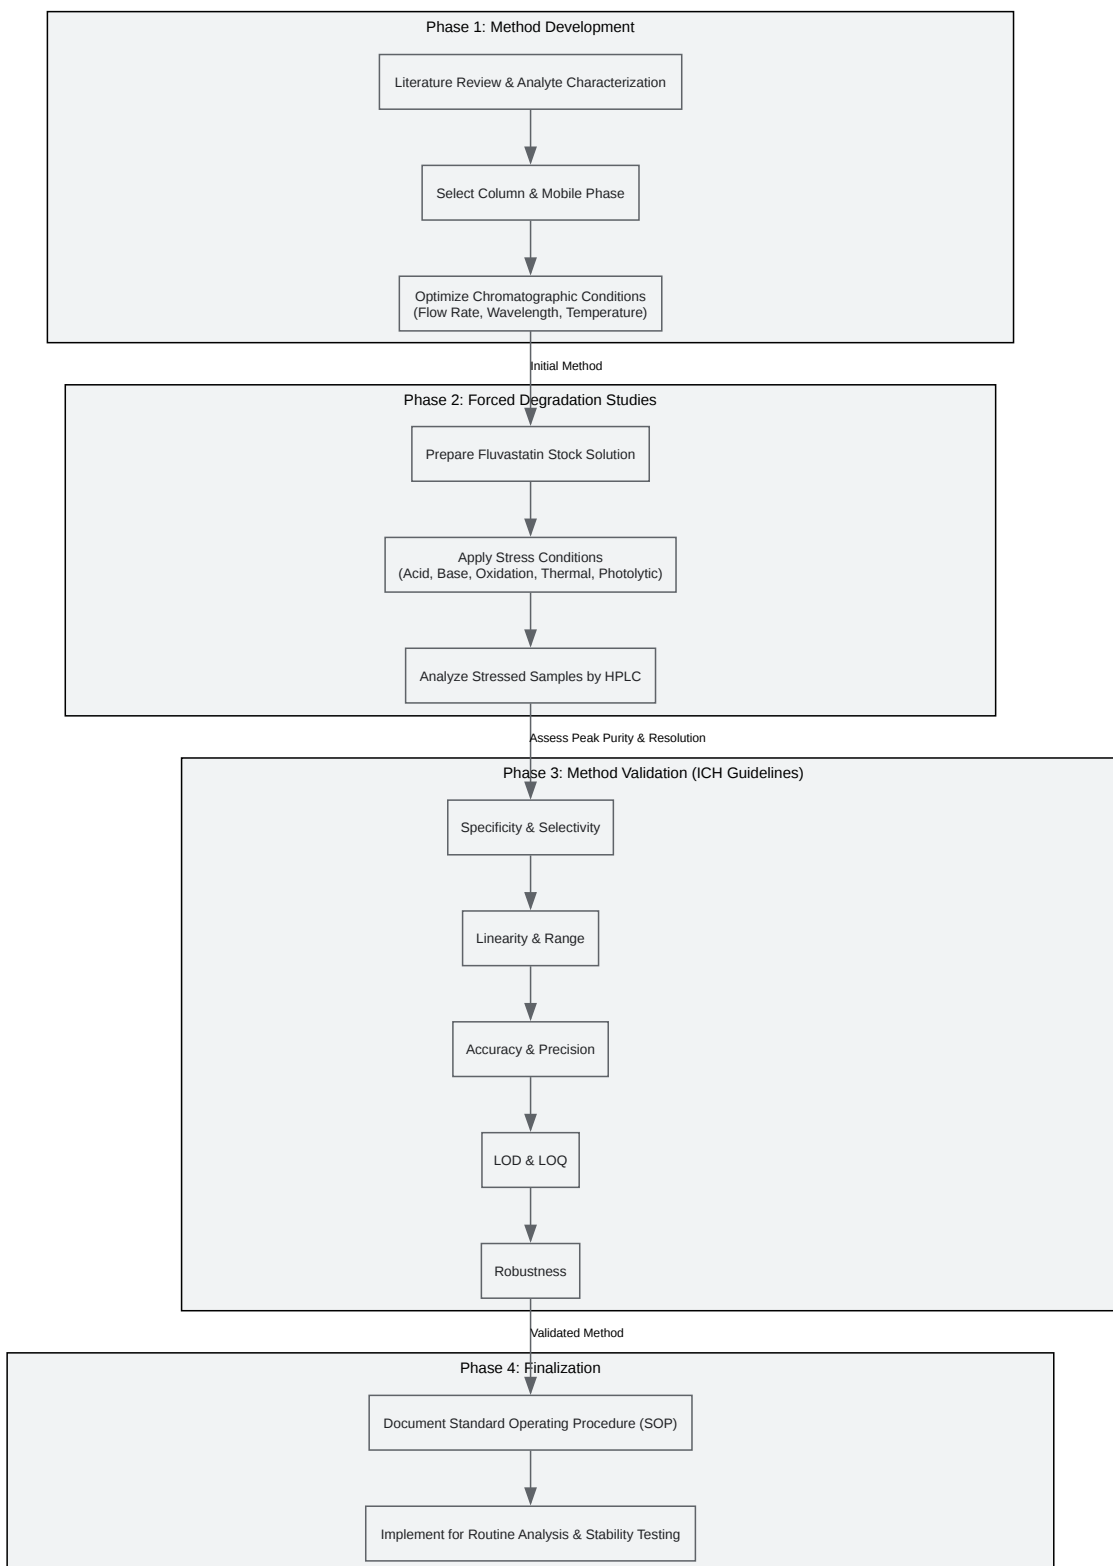 Phase 1: Method Development
Literature Review & Analyte Characterization
Select Column & Mobile Phase
Optimize Chromatographic Conditions
(Flow Rate, Wavelength, Temperature)
Initial Method
Phase 2: Forced Degradation Studies
Prepare Fluvastatin Stock Solution
Apply Stress Conditions
(Acid, Base, Oxidation, Thermal, Photolytic)
Analyze Stressed Samples by HPLC
Assess Peak Purity & Resolution
Phase 3: Method Validation (ICH Guidelines)
Specificity & Selectivity
Linearity & Range
Accuracy & Precision
LOD & LOQ
Robustness
Validated Method
Phase 4: Finalization
Document Standard Operating Procedure (SOP)
Implement for Routine Analysis & Stability Testing